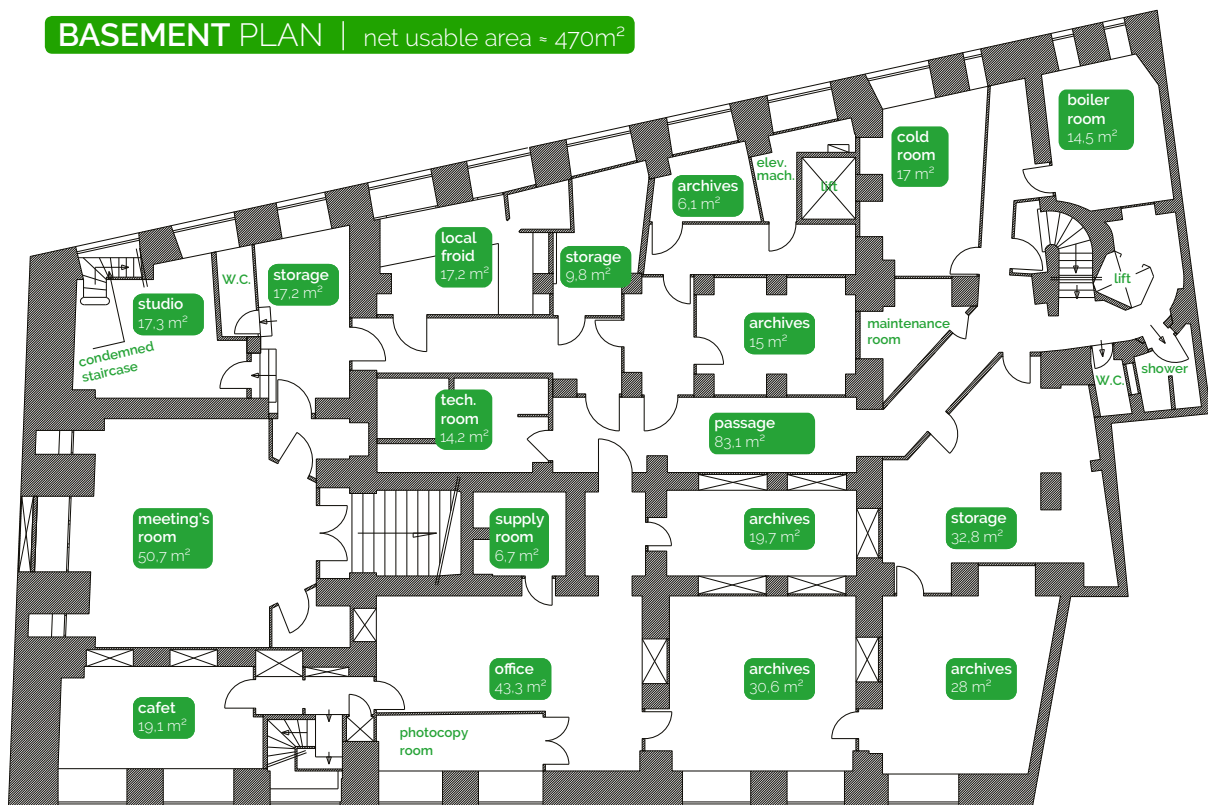 BASEMENT PLAN | net usable area ≈ 470m²
boiler
room
14,5 m²
cold
room
17 m²
elev.
mach.
lift
archives
6,1 m²
local
froid
17,2 m²
storage
9,8 m²
W.C.
storage
17,2 m²
studio
17,3 m²
condemned
staircase
lift
archives
15 m²
maintenance
room
W.C.
shower
tech.
room
14,2 m²
passage
83,1 m²
meeting's
room
50,7 m²
supply
room
6,7 m²
archives
19,7 m²
storage
32,8 m²
cafet
19,1 m²
office
43,3 m²
archives
30,6 m²
archives
28 m²
photocopy
room